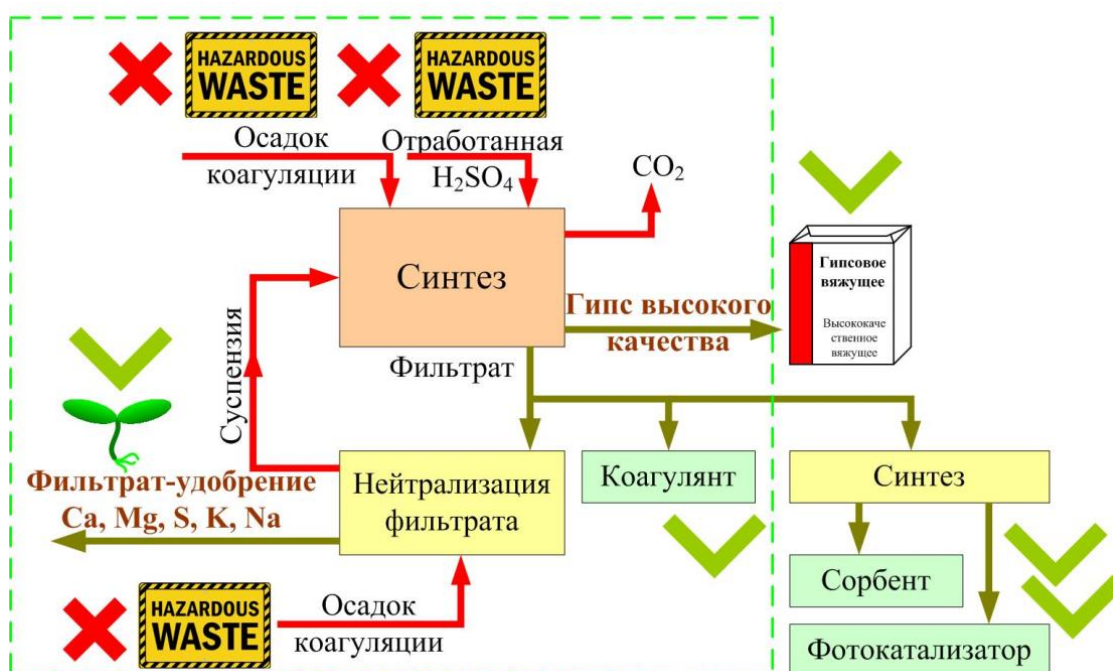 HAZARDOUS
WASTE
HAZARDOUS
WASTE
Осадок
коагуляции
Отработанная
H₂SO₄
CO₂
Синтез
Гипс высокого
качества
Гипсовое
вяжущее
Высококаче
ственное
вяжущее
Фильтрат
Суспензия
Фильтрат-удобрение
Ca, Mg, S, K, Na
Нейтрализация
фильтрата
Коагулянт
Синтез
Сорбент
Фотокатализатор
HAZARDOUS
WASTE
Осадок
коагуляции